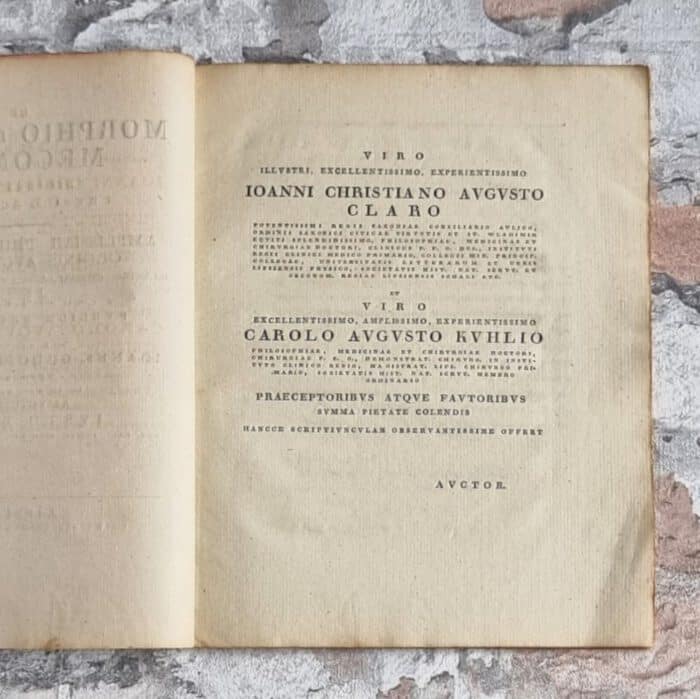 VIRO
ILLVSTRI, EXCELLENTISSIMO, EXPERIENTISSIMO
IOANNI CHRISTIANO AVGVSTO
CLARO
POTENTISSIMI REGIS SAXONIAE CONSILIARIO AVLICO,
ORDINIS SAXONICI CIVICAE VIRTVTIS ET ST. WLADIMIR
EQVITI SPLENDIDISSIMO, PHILOSOPHIAE, MEDICINAE ET
CHIRVRGIAE DOCTORI, CLINICES P. P. O. DES., INSTITVTI
REGII CLINICI MEDICO PRIMARIO, COLLEGII MIN. PRINCIP.
COLLEGAE, VNIVERSITATIS LITTERARVM ET VRBIS
LIPSIENSIS PHYSICO, SOCIETATIS HIST. NAT. SCRVT. ET
OECONOM. REGIAE LIPSIENSIS SODALI ETC.
ET
VIRO
EXCELLENTISSIMO, AMPLISSIMO, EXPERIENTISSIMO
CAROLO AVGVSTO KVHLIO
PHILOSOPHIAE, MEDICINAE ET CHIRVRGIAE DOCTORI,
CHIRVRGIAE P. E. O., DEMONSTRAT. CHIRVRG. IN INSTI-
TVTO CLINICO REGIO, MAGISTRAT. LIPS. CHIRVRGO PRI-
MARIO, SOCIETATIS HIST. NAT. SCRVT. MEMBRO
ORDINARIO
PRAECEPTORIBVS ATQVE FAVTORIBVS
SVMMA PIETATE COLENDIS
HANCCE SCRIPTIVNCVLAM OBSERVANTISSIME OFFERT
AVCTOR.